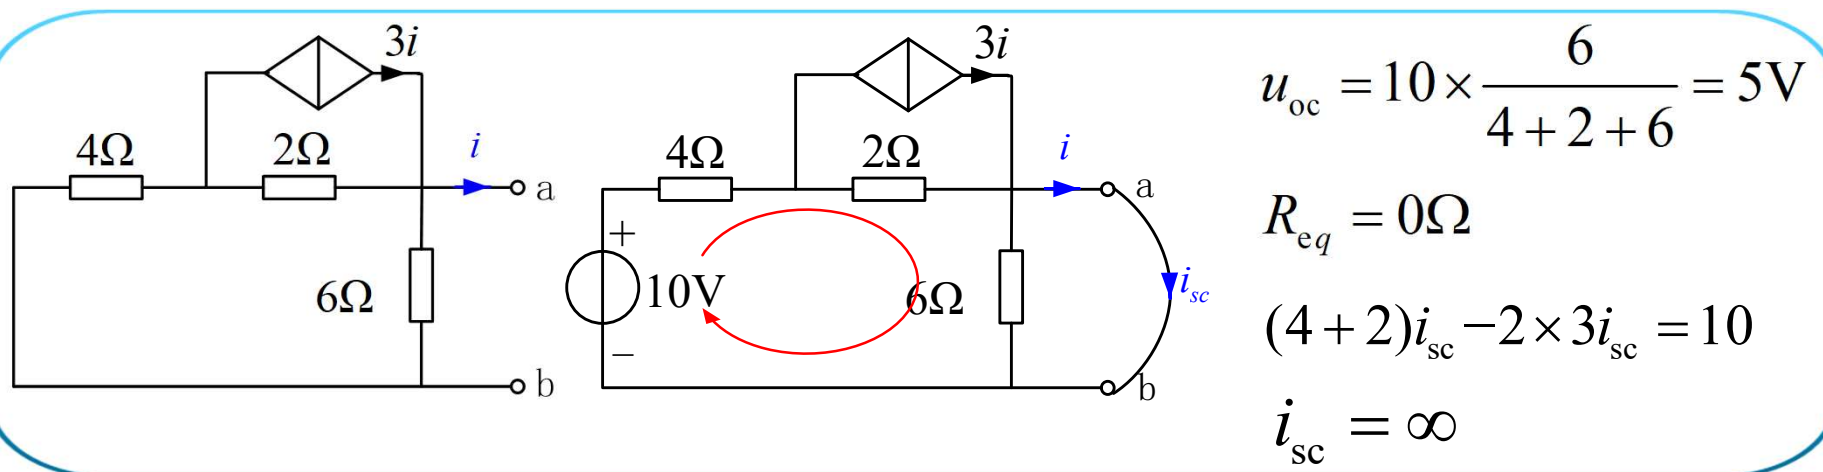 3i
4Ω
2Ω
i
a
6Ω
b
3i
4Ω
2Ω
i
a
+
10V
6Ω
i_sc
−
b
u_oc = 10 × 6/(4 + 2 + 6) = 5V
R_eq = 0Ω
(4 + 2)i_sc − 2 × 3i_sc = 10
i_sc = ∞